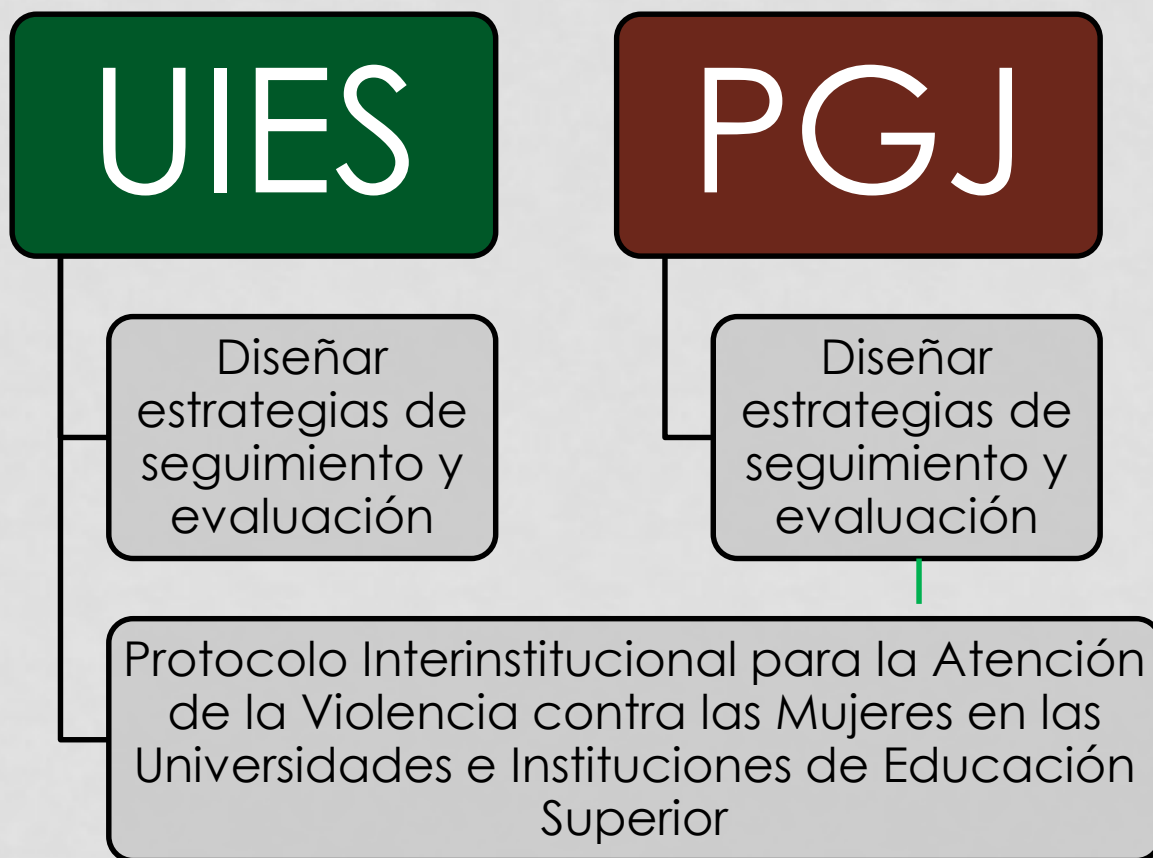 UIES
PGJ
Diseñar
estrategias de
seguimiento y
evaluación
Diseñar
estrategias de
seguimiento y
evaluación
Protocolo Interinstitucional para la Atención
de la Violencia contra las Mujeres en las
Universidades e Instituciones de Educación
Superior